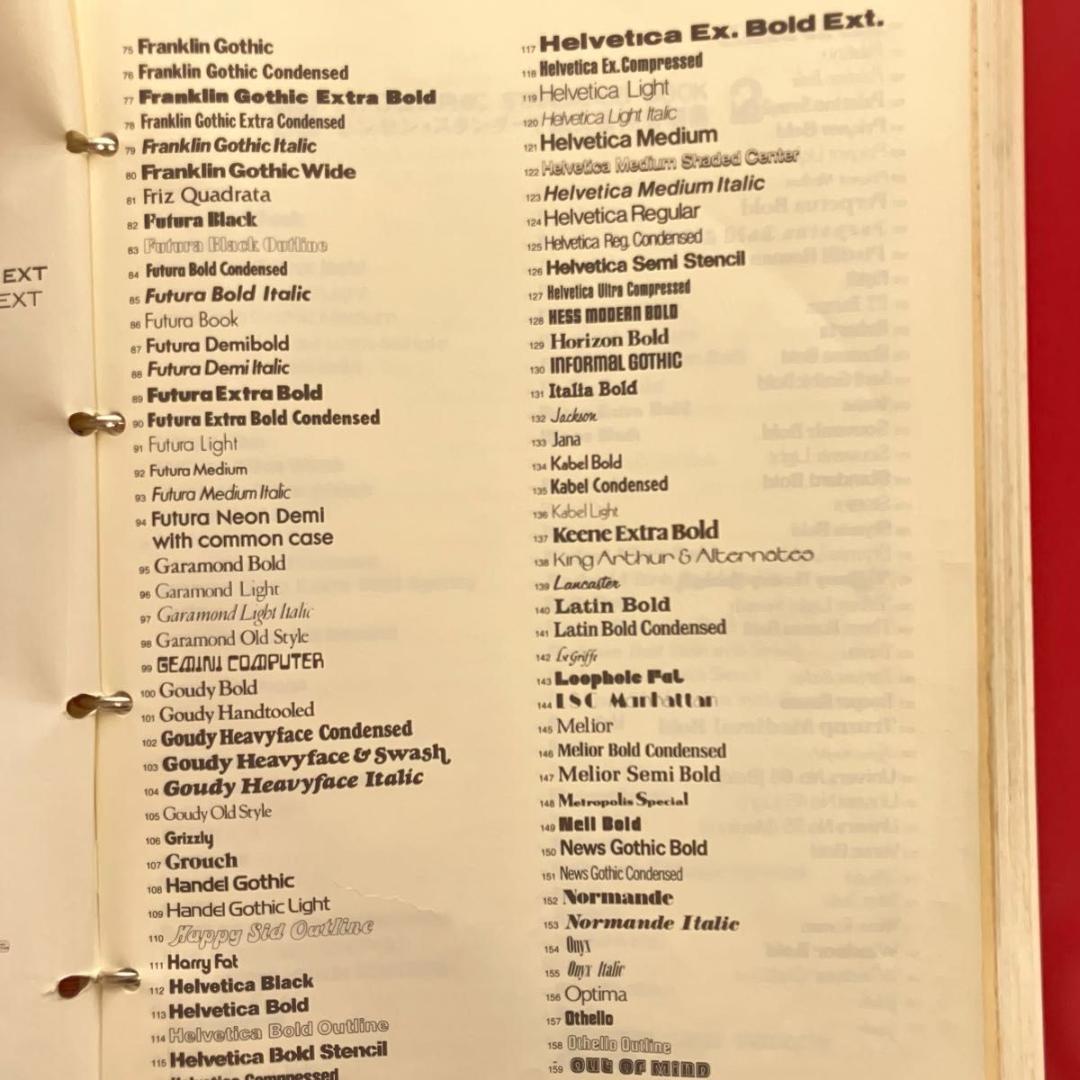 EXT
EXT
75 Franklin Gothic
76 Franklin Gothic Condensed
77 Franklin Gothic Extra Bold
78 Franklin Gothic Extra Condensed
79 Franklin Gothic Italic
80 Franklin Gothic Wide
81 Friz Quadrata
82 Futura Black
83 Futura Black Outline
84 Futura Bold Condensed
85 Futura Bold Italic
86 Futura Book
87 Futura Demibold
88 Futura Demi Italic
89 Futura Extra Bold
90 Futura Extra Bold Condensed
91 Futura Light
92 Futura Medium
93 Futura Medium Italic
94 Futura Neon Demi
with common case
95 Garamond Bold
96 Garamond Light
97 Garamond Light Italic
98 Garamond Old Style
99 GEMINI COMPUTER
100 Goudy Bold
101 Goudy Handtooled
102 Goudy Heavyface Condensed
103 Goudy Heavyface & Swash
104 Goudy Heavyface Italic
105 Goudy Old Style
106 Grizzly
107 Grouch
108 Handel Gothic
109 Handel Gothic Light
110 Happy Sid Outline
111 Harry Fat
112 Helvetica Black
113 Helvetica Bold
114 Helvetica Bold Outline
115 Helvetica Bold Stencil
Helvetica Compressed
117 Helvetica Ex. Bold Ext.
118 Helvetica Ex. Compressed
119 Helvetica Light
120 Helvetica Light Italic
121 Helvetica Medium
122 Helvetica Medium Shaded Center
123 Helvetica Medium Italic
124 Helvetica Regular
125 Helvetica Reg. Condensed
126 Helvetica Semi Stencil
127 Helvetica Ultra Compressed
128 HESS MODERN BOLD
129 Horizon Bold
130 INFORMAL GOTHIC
131 Italia Bold
132 Jackson
133 Jana
134 Kabel Bold
135 Kabel Condensed
136 Kabel Light
137 Keene Extra Bold
138 King Arthur & Alternates
139 Lancaster
140 Latin Bold
141 Latin Bold Condensed
142 Le Griffe
143 Loophole Fat
144 LSC Manhattan
145 Melior
146 Melior Bold Condensed
147 Melior Semi Bold
148 Metropolis Special
149 Neil Bold
150 News Gothic Bold
151 News Gothic Condensed
152 Normande
153 Normande Italic
154 Onyx
155 Onyx Italic
156 Optima
157 Othello
158 Othello Outline
159 OUT OF MIND